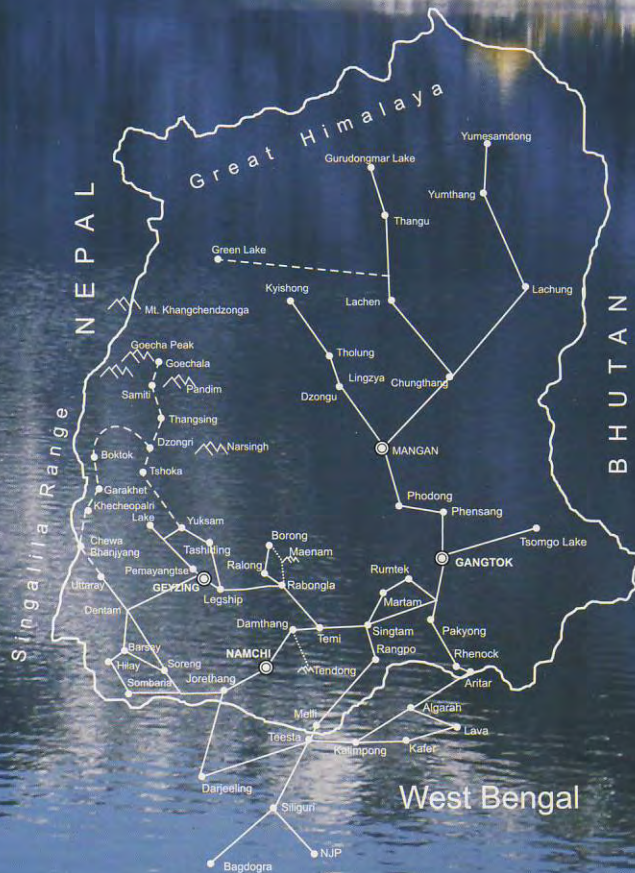 Great Himalaya
Yumesamdong
Gurudongmar Lake
Yumthang
Thangu
NEPAL
Green Lake
Kyishong
Lachung
Lachen
Mt. Khangchendzonga
BHUTAN
Goecha Peak
Goechala
Tholung
Lingzya
Chungthang
Samiti
Pandim
Dzongu
Thangsing
Dzongri
Narsingh
MANGAN
Boktok
Tshoka
Singallila Range
Garakhet
Phodong
Khecheopalri
Lake
Phensang
Yuksam
Tsomgo Lake
Chewa
Bhanjyang
Tashiding
Borong
Maenam
GANGTOK
Pemayangtse
Ralong
Rumtek
Uttaray
GEYZING
Legship
Rabongla
Martam
Dentam
Damthang
Temi
Singtam
Pakyong
Barsay
Soreng
NAMCHI
Rangpo
Rhenock
Hilay
Tendong
Aritar
Sombaria
Jorethang
Melli
Algarah
Teesta
Lava
Kalimpong
Kafer
Darjeeling
West Bengal
Siliguri
NJP
Bagdogra